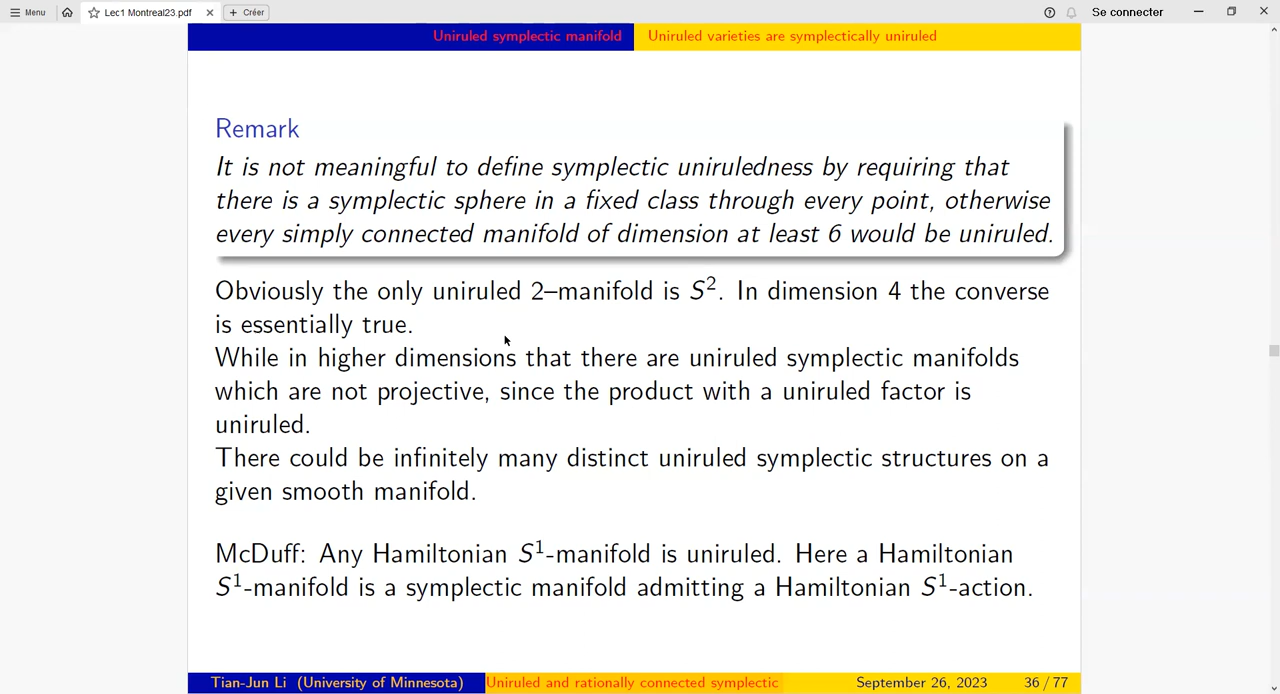 Menu
Lec1 Montreal23.pdf
Créer
Se connecter
Uniruled symplectic manifold
Uniruled varieties are symplectically uniruled
Remark
It is not meaningful to define symplectic uniruledness by requiring that
there is a symplectic sphere in a fixed class through every point, otherwise
every simply connected manifold of dimension at least 6 would be uniruled.
Obviously the only uniruled 2–manifold is S². In dimension 4 the converse
is essentially true.
While in higher dimensions that there are uniruled symplectic manifolds
which are not projective, since the product with a uniruled factor is
uniruled.
There could be infinitely many distinct uniruled symplectic structures on a
given smooth manifold.
McDuff: Any Hamiltonian S¹-manifold is uniruled. Here a Hamiltonian
S¹-manifold is a symplectic manifold admitting a Hamiltonian S¹-action.
Tian-Jun Li (University of Minnesota)
Uniruled and rationally connected symplectic
September 26, 2023
36 / 77